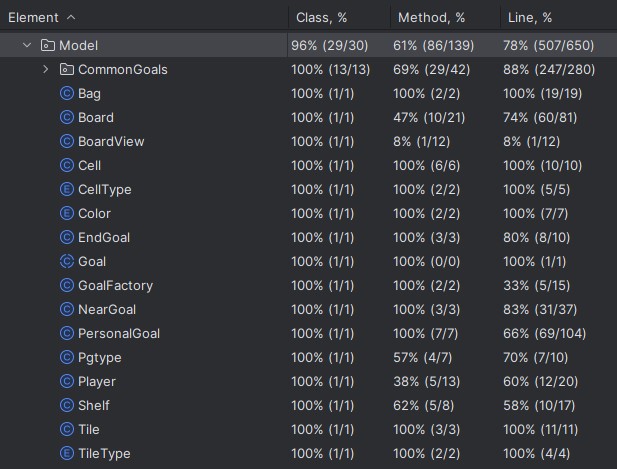 Element Class, % Method, % Line, %
Model 96% (29/30) 61% (86/139) 78% (507/650)
CommonGoals 100% (13/13) 69% (29/42) 88% (247/280)
C Bag 100% (1/1) 100% (2/2) 100% (19/19)
C Board 100% (1/1) 47% (10/21) 74% (60/81)
C BoardView 100% (1/1) 8% (1/12) 8% (1/12)
C Cell 100% (1/1) 100% (6/6) 100% (10/10)
E CellType 100% (1/1) 100% (2/2) 100% (5/5)
E Color 100% (1/1) 100% (2/2) 100% (7/7)
C EndGoal 100% (1/1) 100% (3/3) 80% (8/10)
C Goal 100% (1/1) 100% (0/0) 100% (1/1)
C GoalFactory 100% (1/1) 100% (2/2) 33% (5/15)
C NearGoal 100% (1/1) 100% (3/3) 83% (31/37)
C PersonalGoal 100% (1/1) 100% (7/7) 66% (69/104)
C Pgtype 100% (1/1) 57% (4/7) 70% (7/10)
C Player 100% (1/1) 38% (5/13) 60% (12/20)
C Shelf 100% (1/1) 62% (5/8) 58% (10/17)
C Tile 100% (1/1) 100% (3/3) 100% (11/11)
E TileType 100% (1/1) 100% (2/2) 100% (4/4)